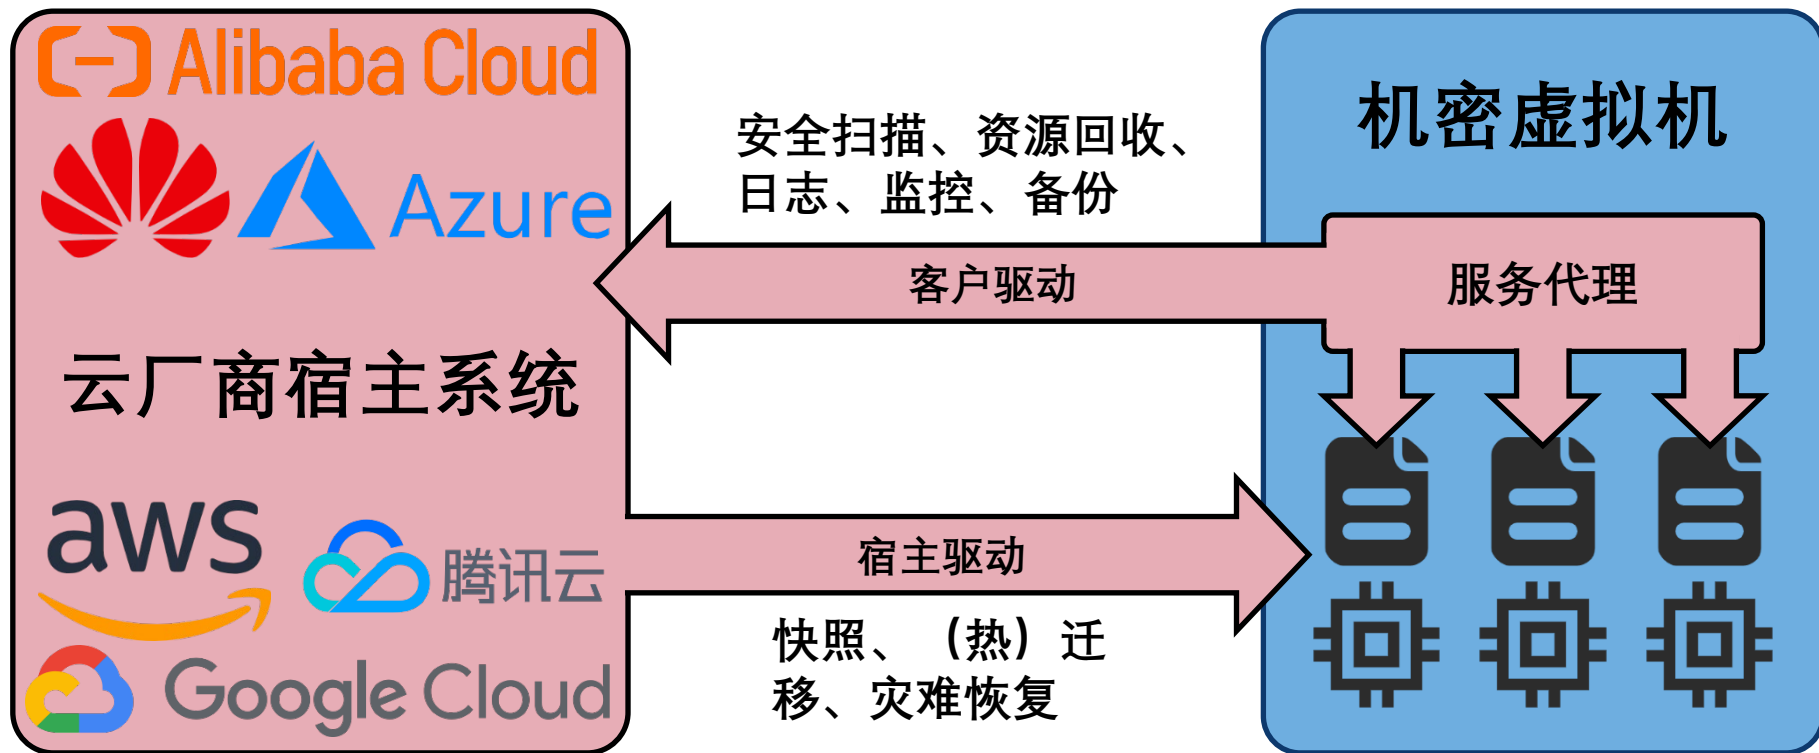 Alibaba Cloud
Azure
云厂商宿主系统
aws
腾讯云
Google Cloud
安全扫描、资源回收、
日志、监控、备份
客户驱动
宿主驱动
快照、（热）迁
移、灾难恢复
机密虚拟机
服务代理